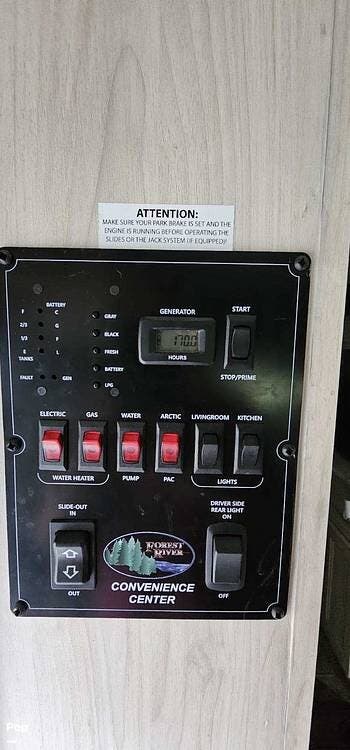 ATTENTION:
MAKE SURE YOUR PARK BRAKE IS SET AND THE
ENGINE IS RUNNING BEFORE OPERATING THE
SLIDES OR THE JACK SYSTEM (IF EQUIPPED)!
BATTERY
F C
2/3 G
1/3 F
E L
TANKS
FAULT GEN
GRAY
BLACK
FRESH
BATTERY
LPG
GENERATOR
170.0
HOURS
START
STOP/PRIME
ELECTRIC GAS WATER ARCTIC LIVINGROOM KITCHEN
WATER HEATER PUMP PAC LIGHTS
SLIDE-OUT
IN
OUT
FOREST
RIVER
CONVENIENCE
CENTER
DRIVER SIDE
REAR LIGHT
ON
OFF
Pop